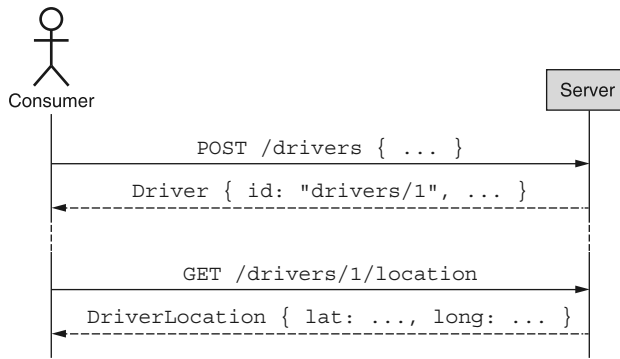 Consumer
Server
POST /drivers { ... }
Driver { id: "drivers/1", ... }
GET /drivers/1/location
DriverLocation { lat: ..., long: ... }